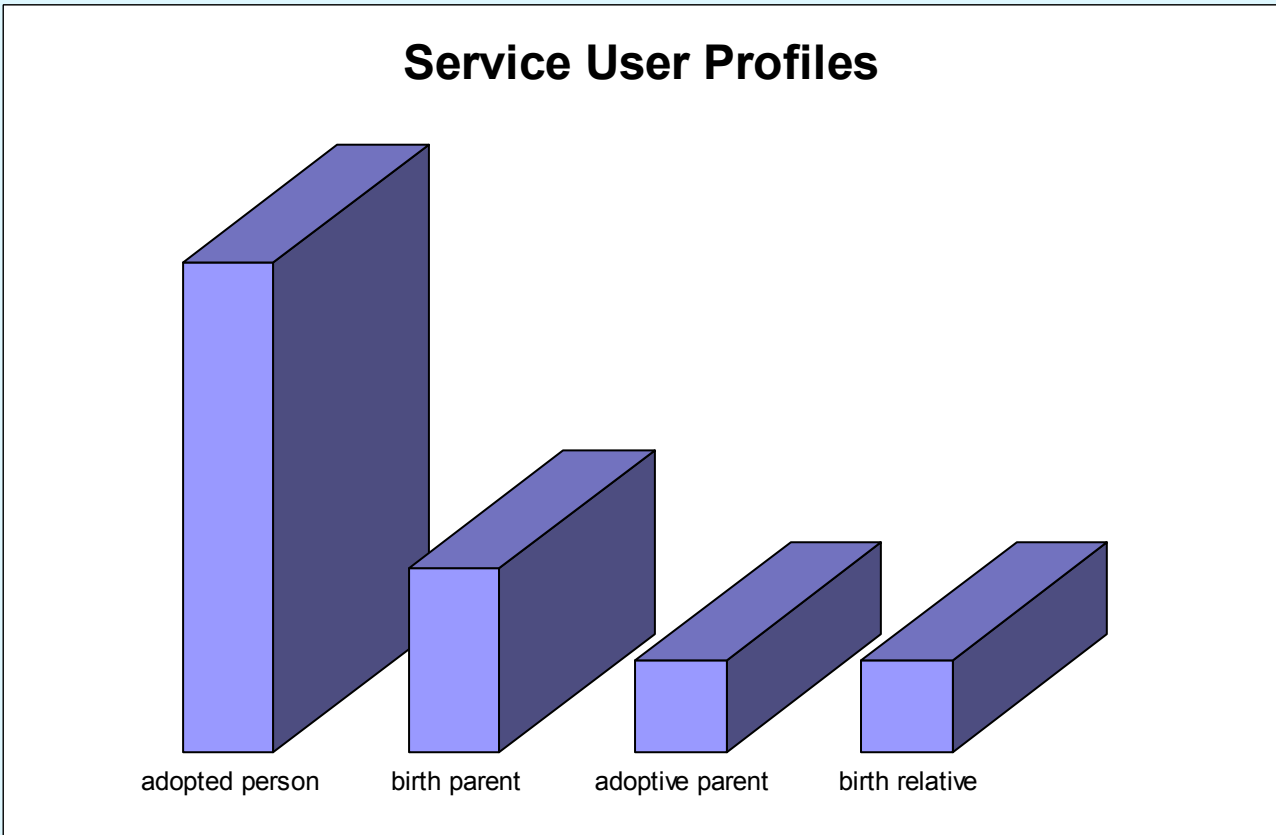 Service User Profiles
adopted person birth parent adoptive parent birth relative